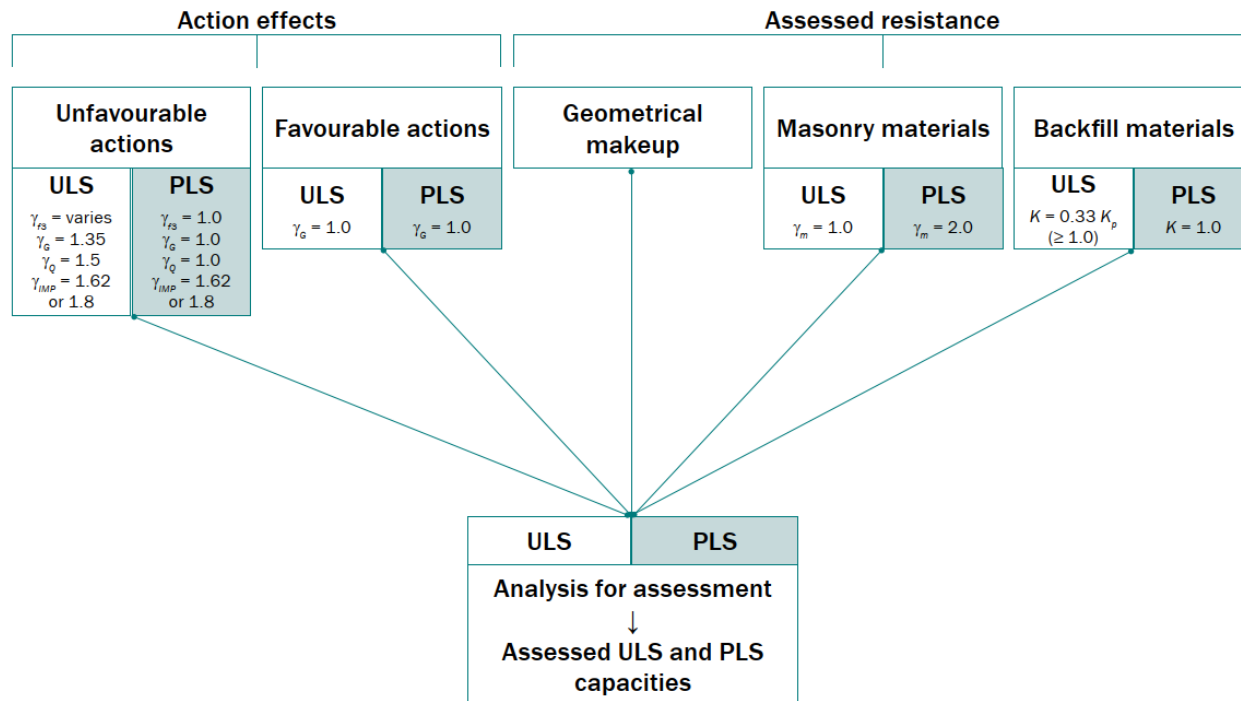 Action effects
Assessed resistance
Unfavourable
actions
ULS
γf3 = varies
γG = 1.35
γQ = 1.5
γIMP = 1.62
or 1.8
PLS
γf3 = 1.0
γG = 1.0
γQ = 1.0
γIMP = 1.62
or 1.8
Favourable actions
ULS
γG = 1.0
PLS
γG = 1.0
Geometrical
makeup
Masonry materials
ULS
γm = 1.0
PLS
γm = 2.0
Backfill materials
ULS
K = 0.33 Kp
(≥ 1.0)
PLS
K = 1.0
ULS
PLS
Analysis for assessment
↓
Assessed ULS and PLS
capacities